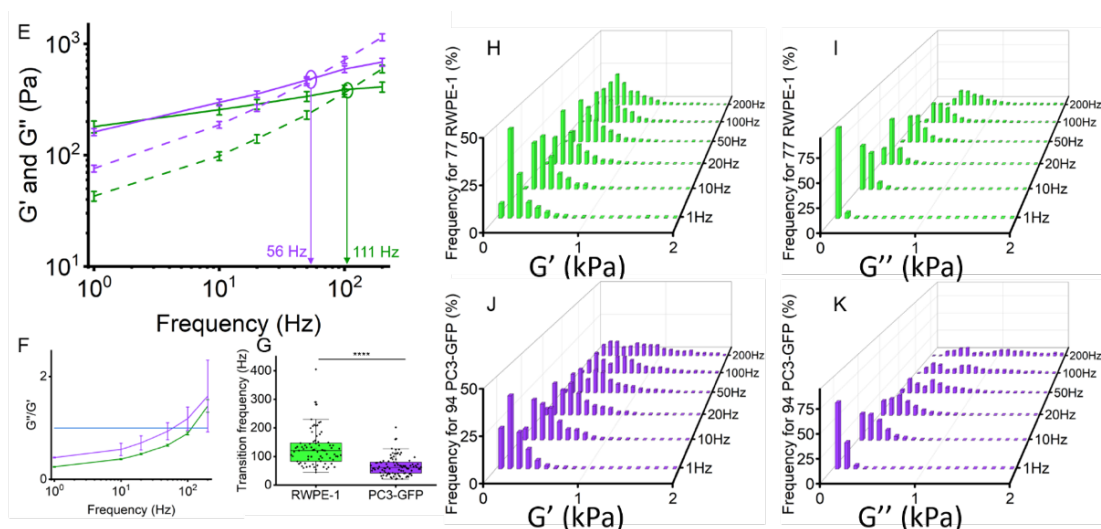 E
G' and G'' (Pa)
10³
10²
10¹
56 Hz
111 Hz
10⁰
10¹
10²
Frequency (Hz)
F
G''/G'
2
1
0
10⁰
10¹
10²
Frequency (Hz)
G
****
Transition frequency (Hz)
400
300
200
100
0
RWPE-1
PC3-GFP
H
Frequency for 77 RWPE-1 (%)
50
25
0
0
1
2
200Hz
100Hz
50Hz
20Hz
10Hz
1Hz
G' (kPa)
I
Frequency for 77 RWPE-1 (%)
75
50
25
0
0
1
2
200Hz
100Hz
50Hz
20Hz
10Hz
1Hz
G'' (kPa)
J
Frequency for 94 PC3-GFP (%)
50
25
0
0
1
2
200Hz
100Hz
50Hz
20Hz
10Hz
1Hz
G' (kPa)
K
Frequency for 94 PC3-GFP (%)
75
50
25
0
0
1
2
200Hz
100Hz
50Hz
20Hz
10Hz
1Hz
G'' (kPa)